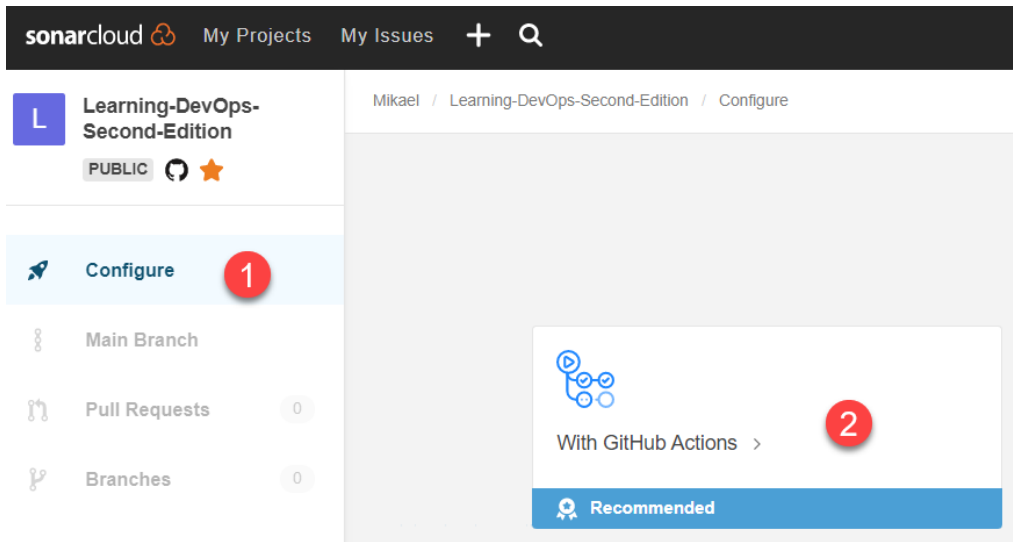 sonarcloud My Projects My Issues
L
Learning-DevOps-
Second-Edition
PUBLIC
Mikael / Learning-DevOps-Second-Edition / Configure
Configure 1
Main Branch
Pull Requests 0
Branches 0
With GitHub Actions > 2
Recommended